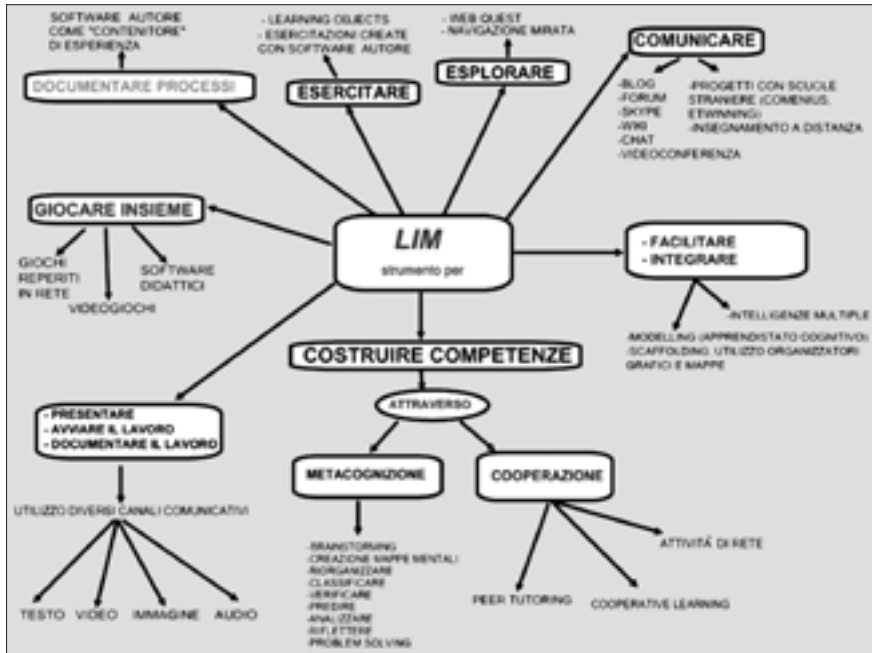 SOFTWARE AUTORE
COME "CONTENITORE"
DI ESPERIENZA
DOCUMENTARE PROCESSI
- LEARNING OBJECTS
- ESERCITAZIONI CREATE
CON SOFTWARE AUTORE
ESERCITARE
- WEB QUEST
- NAVIGAZIONE MIRATA
ESPLORARE
COMUNICARE
-BLOG
-FORUM
-SKYPE
-WIKI
-CHAT
-VIDEOCONFERENZA
-PROGETTI CON SCUOLE
STRANIERE (COMENIUS,
ETWINNING)
-INSEGNAMENTO A DISTANZA
GIOCARE INSIEME
GIOCHI
REPERITI
IN RETE
VIDEOGIOCHI
SOFTWARE
DIDATTICI
LIM
strumento per
- FACILITARE
- INTEGRARE
-INTELLIGENZE MULTIPLE
-MODELLING (APPRENDISTATO COGNITIVO)
-SCAFFOLDING: UTILIZZO ORGANIZZATORI
GRAFICI E MAPPE
COSTRUIRE COMPETENZE
ATTRAVERSO
- PRESENTARE
- AVVIARE IL LAVORO
- DOCUMENTARE IL LAVORO
UTILIZZO DIVERSI CANALI COMUNICATIVI
TESTO
VIDEO
IMMAGINE
AUDIO
METACOGNIZIONE
-BRAINSTORMING
-CREAZIONE MAPPE MENTALI
-RIORGANIZZARE
-CLASSIFICARE
-VERIFICARE
-PREDIRE
-ANALIZZARE
-RIFLETTERE
-PROBLEM SOLVING
COOPERAZIONE
PEER TUTORING
COOPERATIVE LEARNING
ATTIVITÁ DI RETE